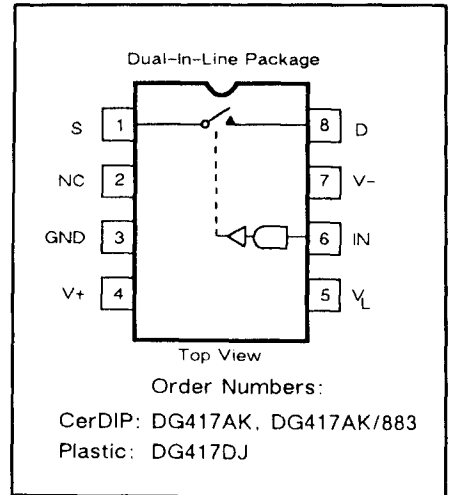 Dual-In-Line Package
S 1 8 D
NC 2 7 V-
GND 3 6 IN
V+ 4 5 VL
Top View
Order Numbers:
CerDIP: DG417AK, DG417AK/883
Plastic: DG417DJ